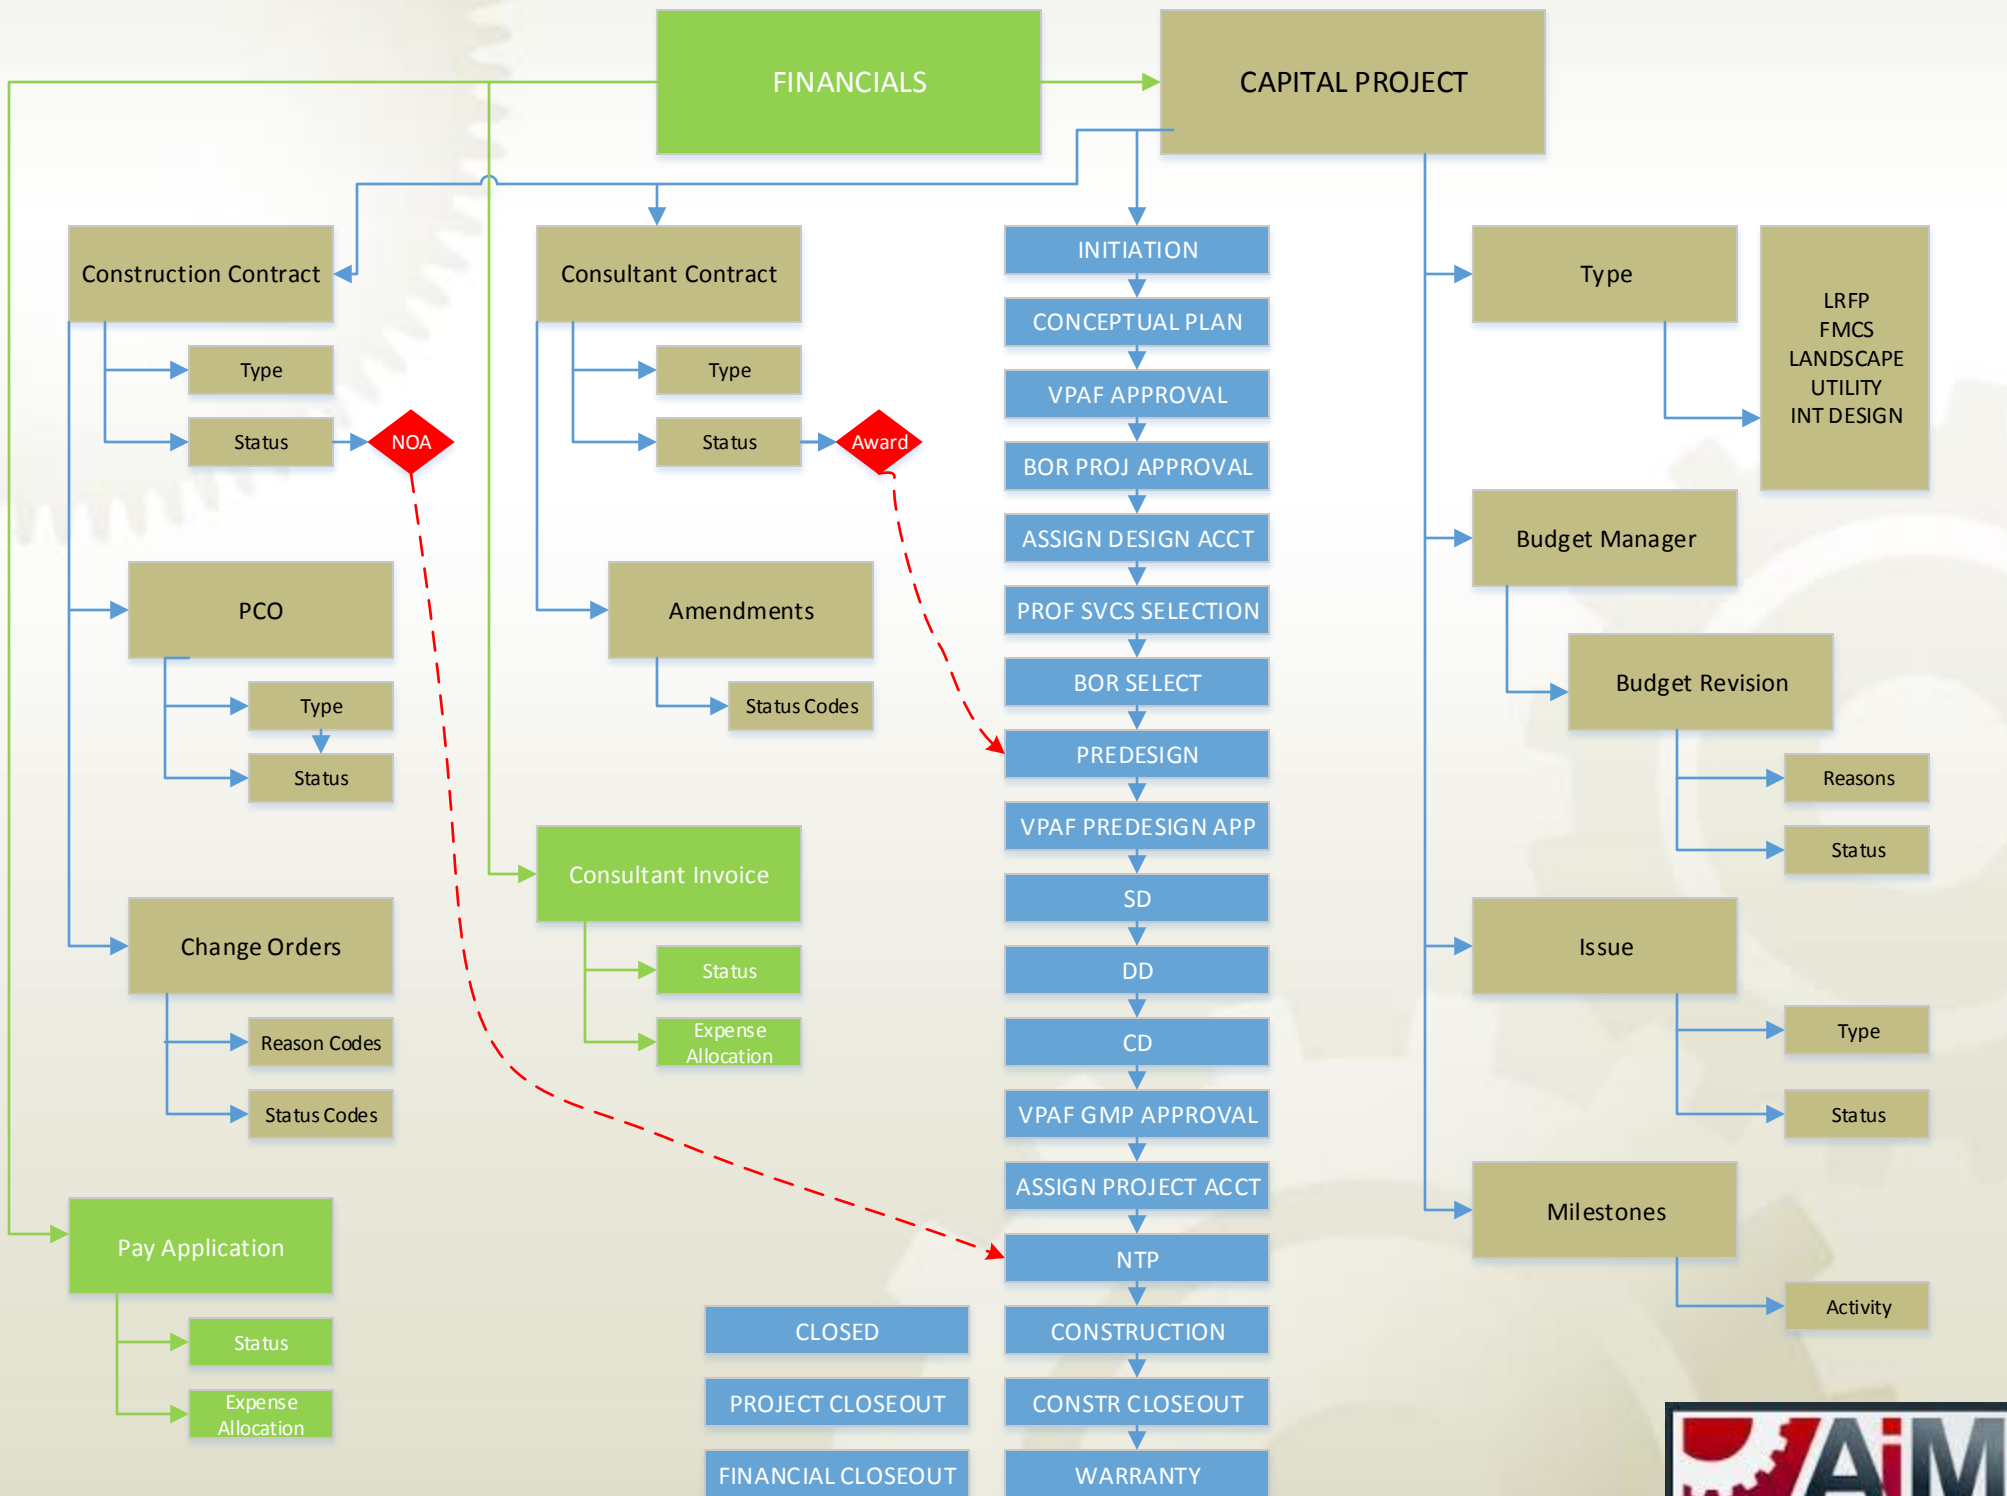 FINANCIALS
CAPITAL PROJECT
Construction Contract
Type
Status
NOA
PCO
Type
Status
Change Orders
Reason Codes
Status Codes
Pay Application
Status
Expense
Allocation
Consultant Contract
Type
Status
Award
Amendments
Status Codes
Consultant Invoice
Status
Expense
Allocation
INITIATION
CONCEPTUAL PLAN
VPAF APPROVAL
BOR PROJ APPROVAL
ASSIGN DESIGN ACCT
PROF SVCS SELECTION
BOR SELECT
PREDESIGN
VPAF PREDESIGN APP
SD
DD
CD
VPAF GMP APPROVAL
ASSIGN PROJECT ACCT
NTP
CONSTRUCTION
CONSTR CLOSEOUT
WARRANTY
CLOSED
PROJECT CLOSEOUT
FINANCIAL CLOSEOUT
Type
LRFP
FMCS
LANDSCAPE
UTILITY
INT DESIGN
Budget Manager
Budget Revision
Reasons
Status
Issue
Type
Status
Milestones
Activity
AiM